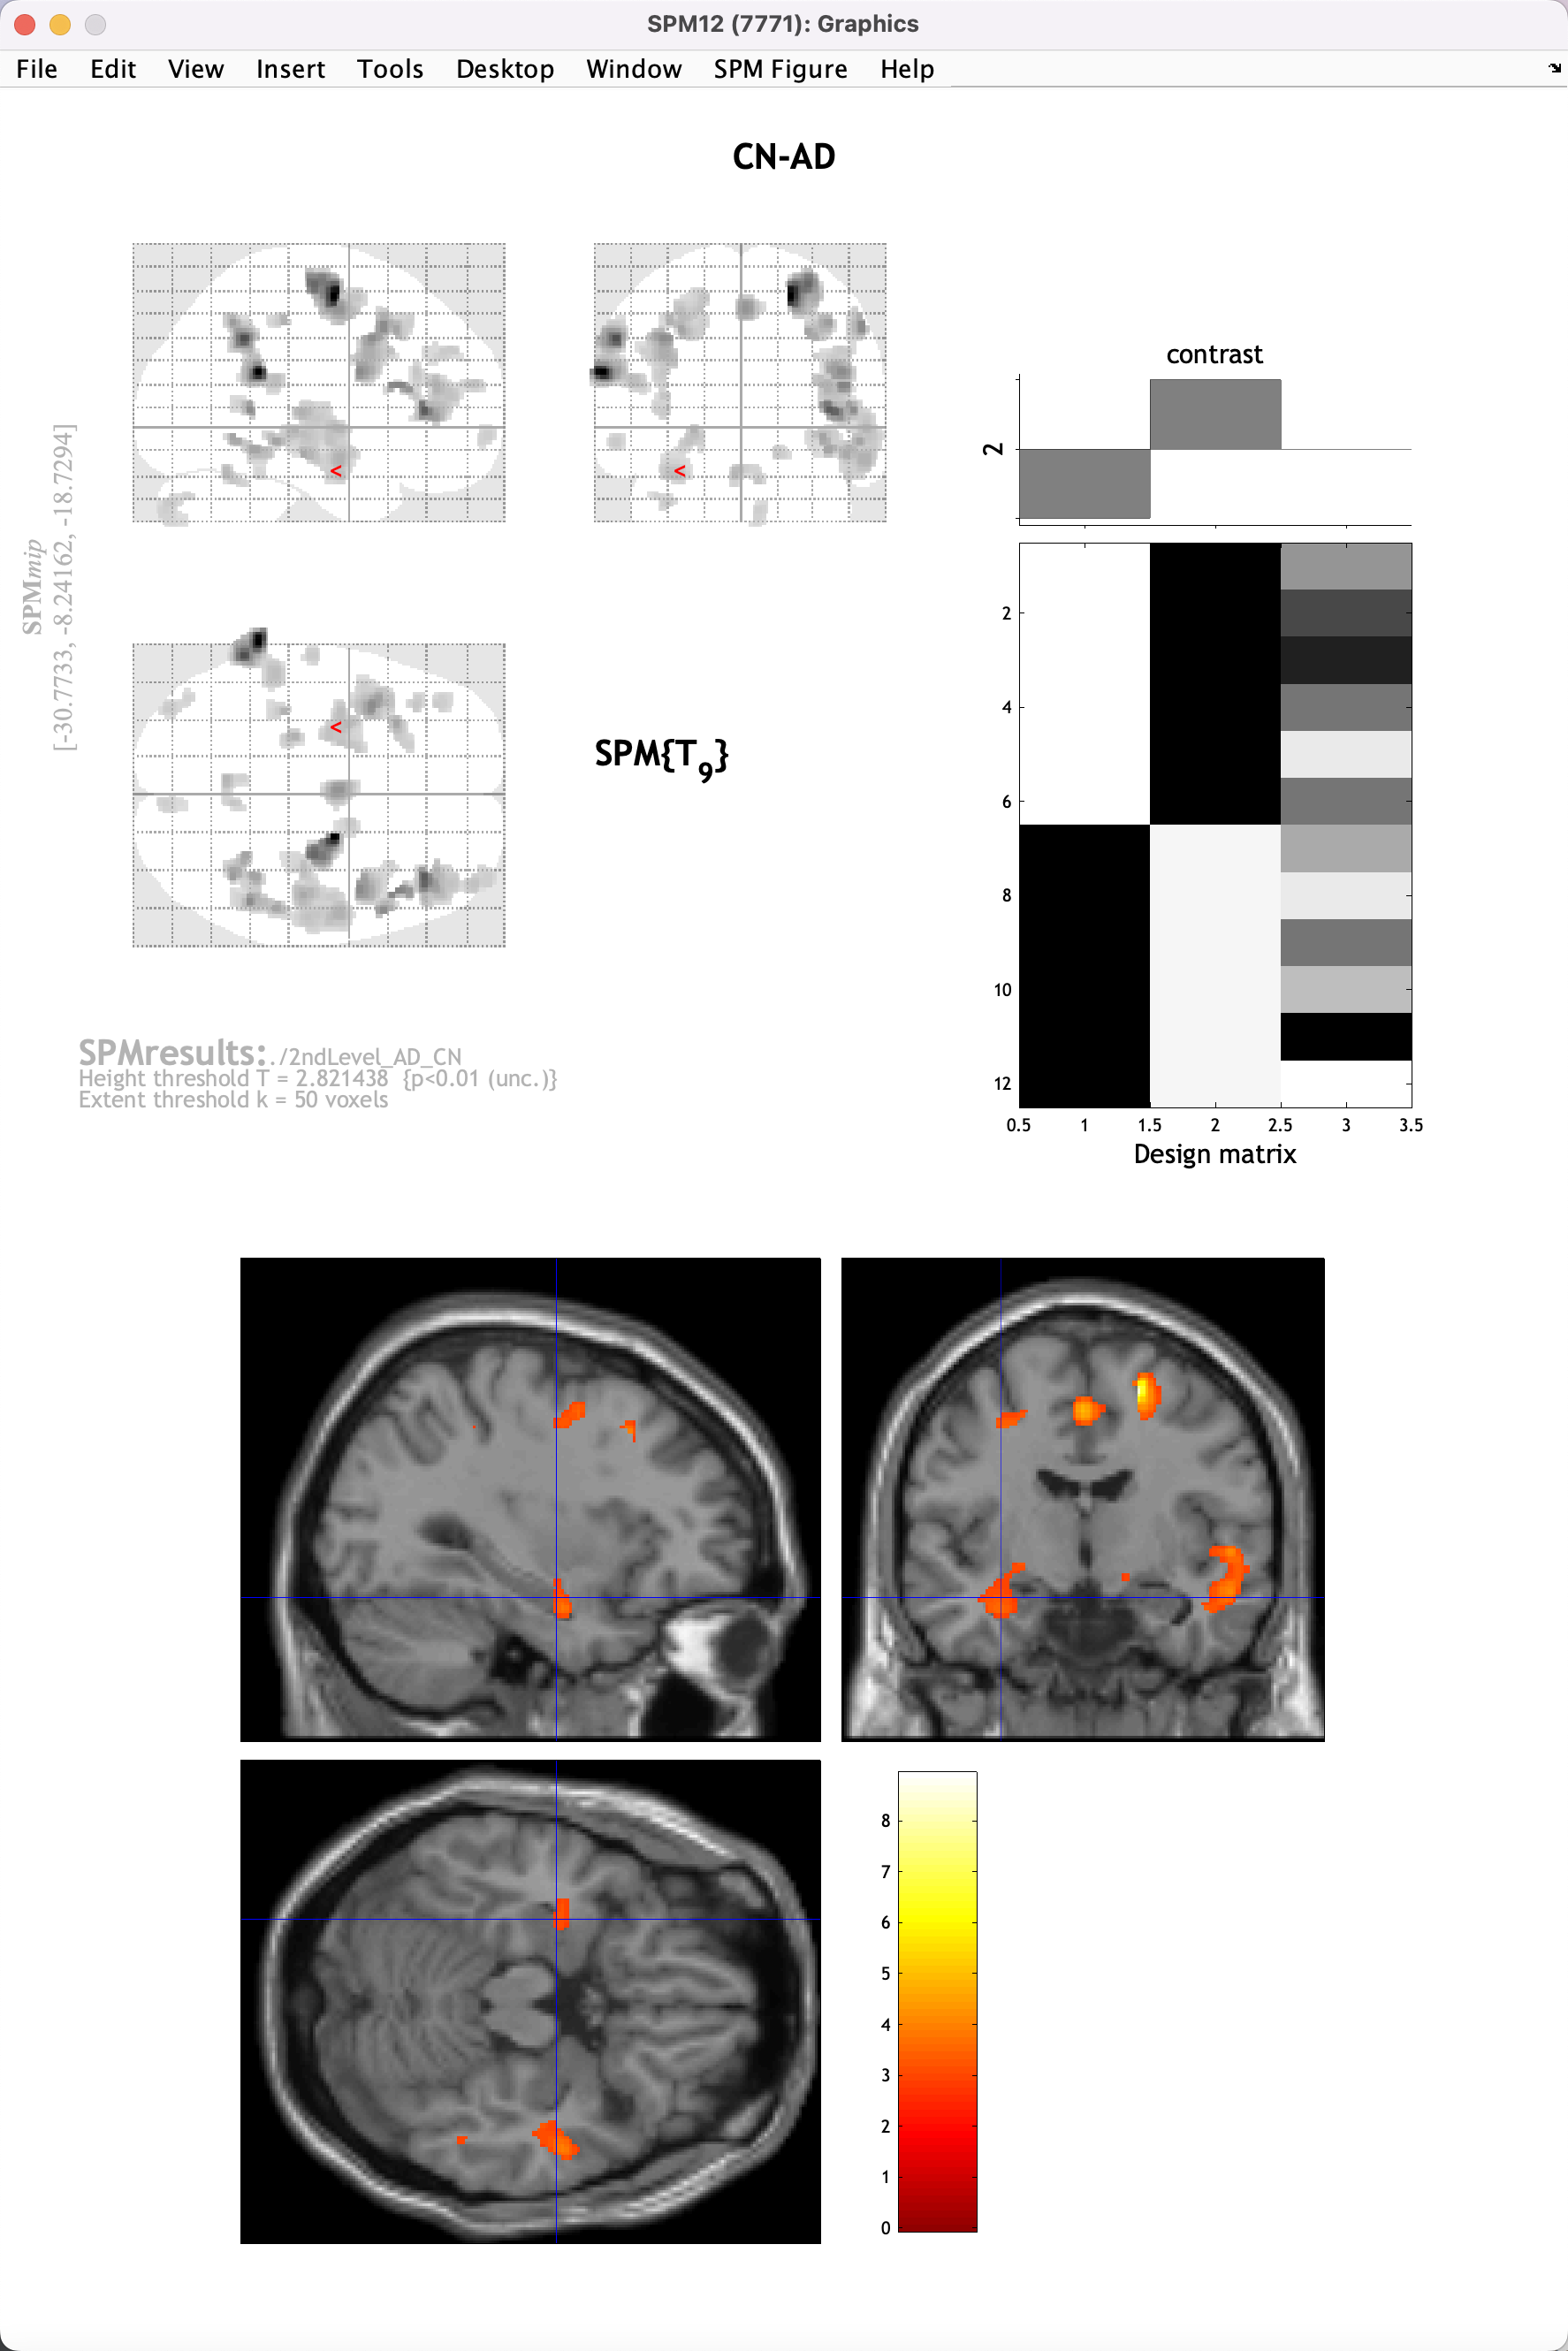 SPM12 (7771): Graphics
File Edit View Insert Tools Desktop Window SPM Figure Help
CN-AD
SPMmip
[-30.7733, -8.24162, -18.7294]
<
<
<
SPM{T9}
SPMresults: ./2ndLevel_AD_CN
Height threshold T = 2.821438 {p<0.01 (unc.)}
Extent threshold k = 50 voxels
contrast
2
2
4
6
8
10
12
0.5 1 1.5 2 2.5 3 3.5
Design matrix
8
7
6
5
4
3
2
1
0